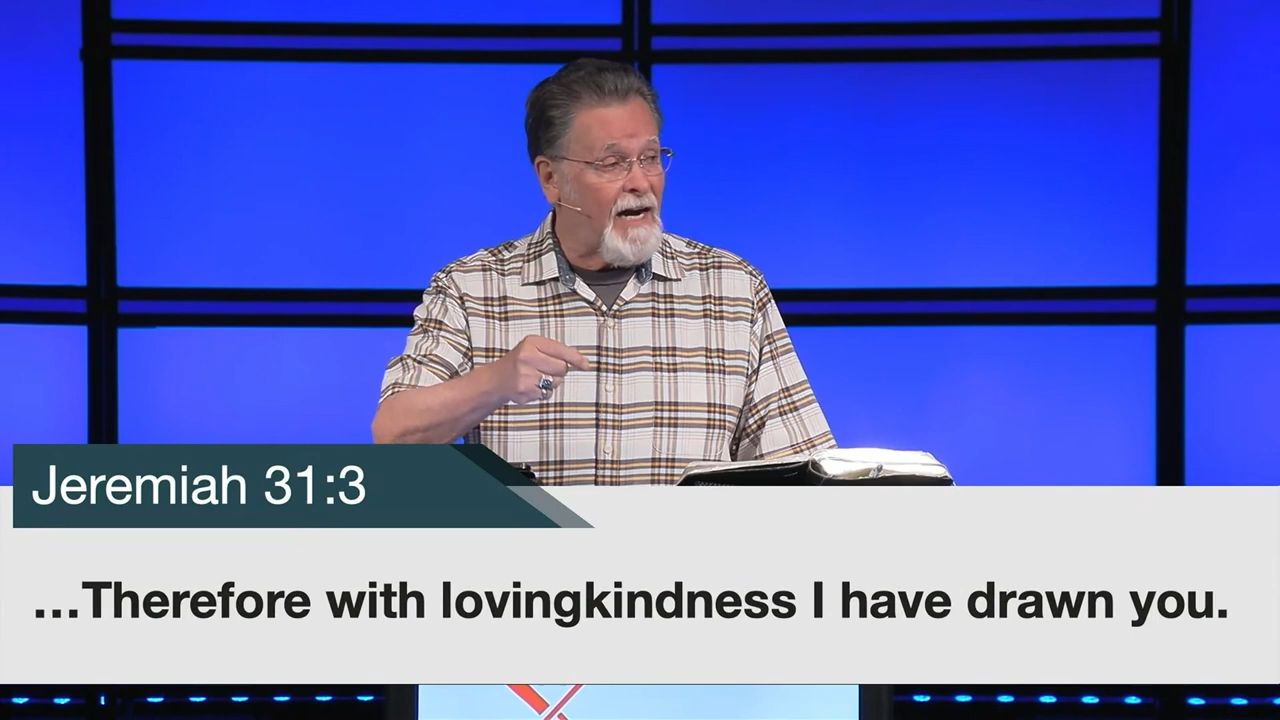 Jeremiah 31:3
…Therefore with lovingkindness I have drawn you.